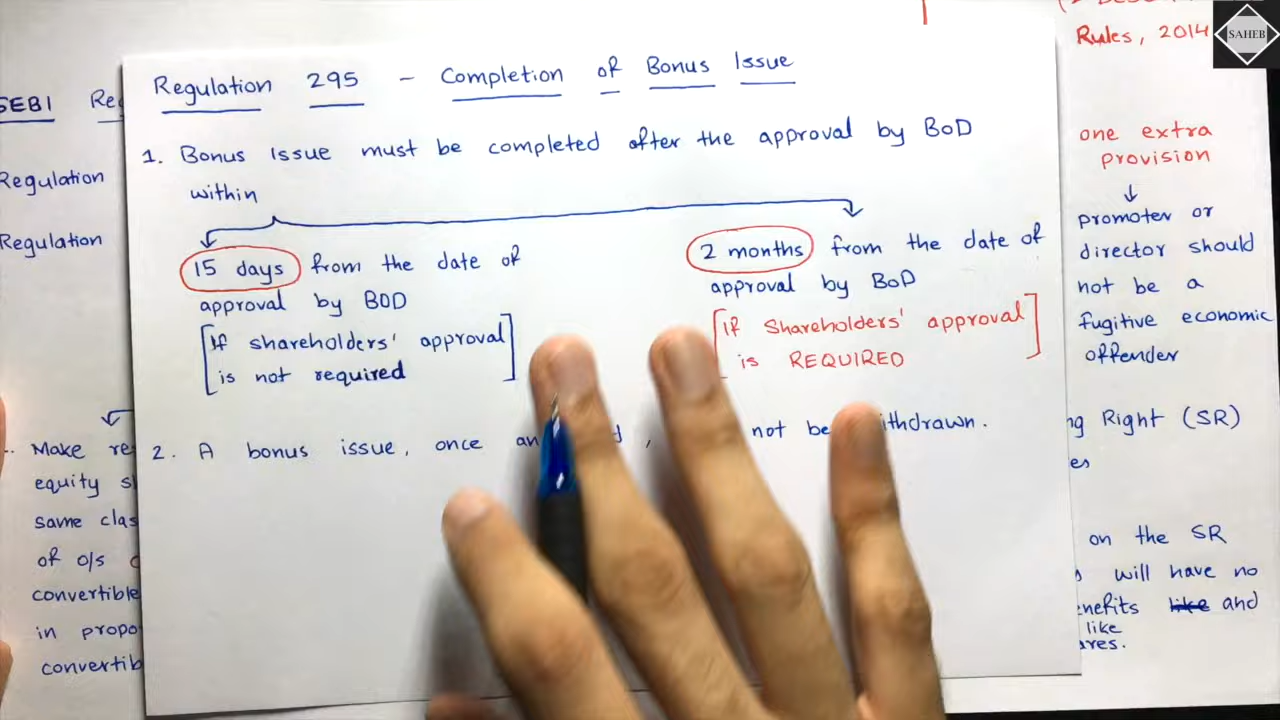 Regulation 295 - Completion of Bonus Issue
1. Bonus Issue must be completed after the approval by BoD
within
15 days from the date of
approval by BOD
[If shareholders' approval
is not required]
2 months from the date of
approval by BoD
[If Shareholders' approval
is REQUIRED]
2. A bonus issue, once not be withdrawn.
SEBI
Regulation
Regulation
Make
equity
same
of o/s
convertible
in
Rules, 2014
SAHEB
one extra
provision
promoter or
director should
not be a
fugitive economic
offender
Right (SR)
on the SR
will have no
like and
like